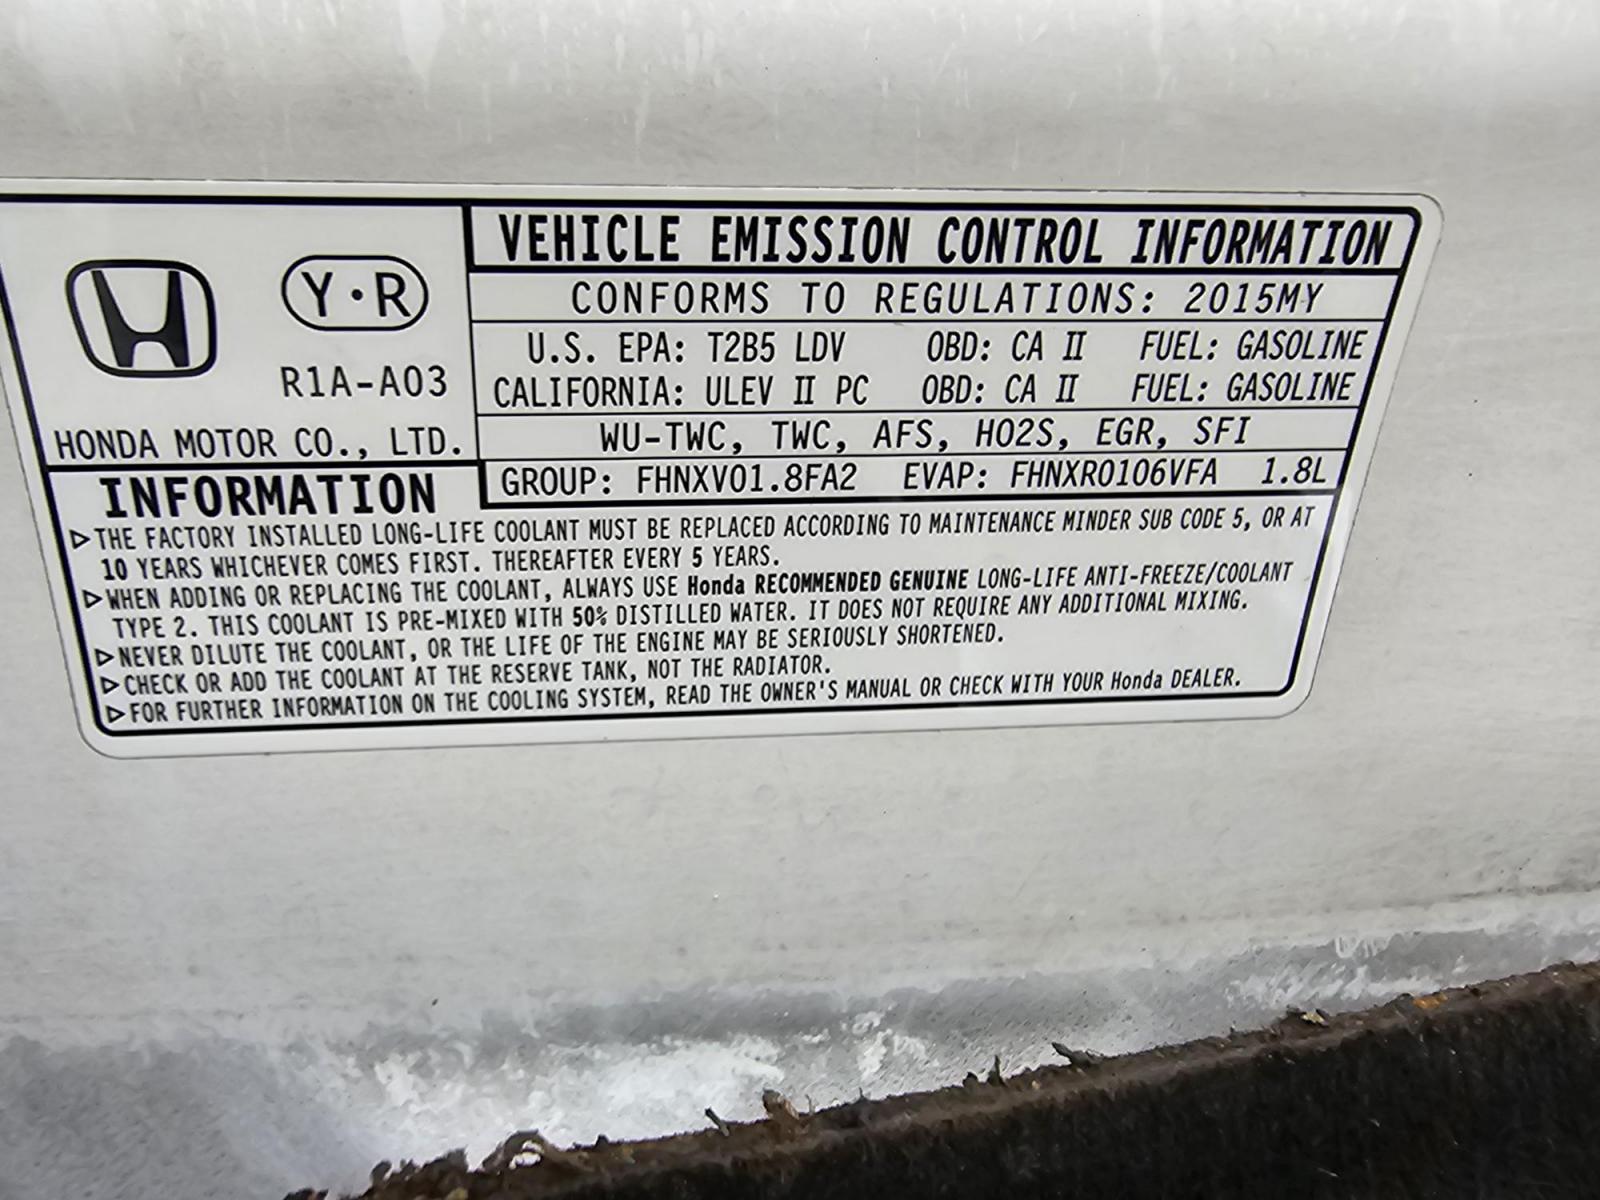 VEHICLE EMISSION CONTROL INFORMATION
CONFORMS TO REGULATIONS: 2015MY
Y·R
R1A-A03
HONDA MOTOR CO., LTD.
U.S. EPA: T2B5 LDV OBD: CA II FUEL: GASOLINE
CALIFORNIA: ULEV II PC OBD: CA II FUEL: GASOLINE
WU-TWC, TWC, AFS, HO2S, EGR, SFI
GROUP: FHNXV01.8FA2 EVAP: FHNXR0106VFA 1.8L
INFORMATION
▷THE FACTORY INSTALLED LONG-LIFE COOLANT MUST BE REPLACED ACCORDING TO MAINTENANCE MINDER SUB CODE 5, OR AT
10 YEARS WHICHEVER COMES FIRST. THEREAFTER EVERY 5 YEARS.
▷WHEN ADDING OR REPLACING THE COOLANT, ALWAYS USE Honda RECOMMENDED GENUINE LONG-LIFE ANTI-FREEZE/COOLANT
TYPE 2. THIS COOLANT IS PRE-MIXED WITH 50% DISTILLED WATER. IT DOES NOT REQUIRE ANY ADDITIONAL MIXING.
▷NEVER DILUTE THE COOLANT, OR THE LIFE OF THE ENGINE MAY BE SERIOUSLY SHORTENED.
▷CHECK OR ADD THE COOLANT AT THE RESERVE TANK, NOT THE RADIATOR.
▷FOR FURTHER INFORMATION ON THE COOLING SYSTEM, READ THE OWNER'S MANUAL OR CHECK WITH YOUR Honda DEALER.